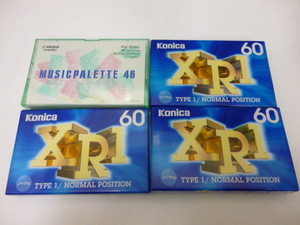 Victor
MUSICPALETTE 46
Konica
60
XR1
TYPE 1/NORMAL POSITION
Konica
60
XR1
TYPE 1/NORMAL POSITION
Konica
60
XR1
TYPE 1/NORMAL POSITION